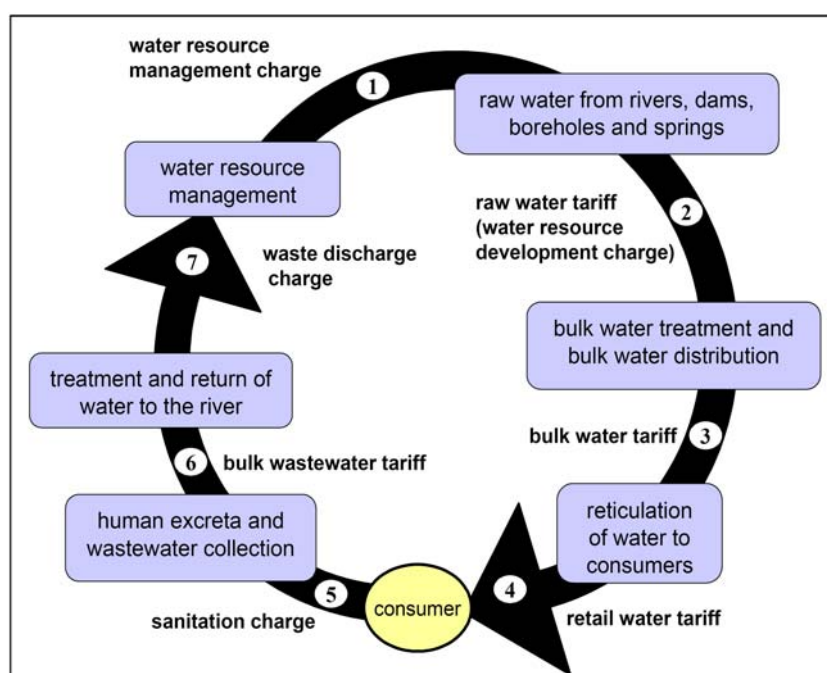 water resource
management charge
1
raw water from rivers, dams,
boreholes and springs
water resource
management
raw water tariff
(water resource
development charge)
2
7
waste discharge
charge
bulk water treatment and
bulk water distribution
treatment and return of
water to the river
bulk water tariff
3
6
bulk wastewater tariff
human excreta and
wastewater collection
reticulation
of water to
consumers
5
consumer
4
sanitation charge
retail water tariff